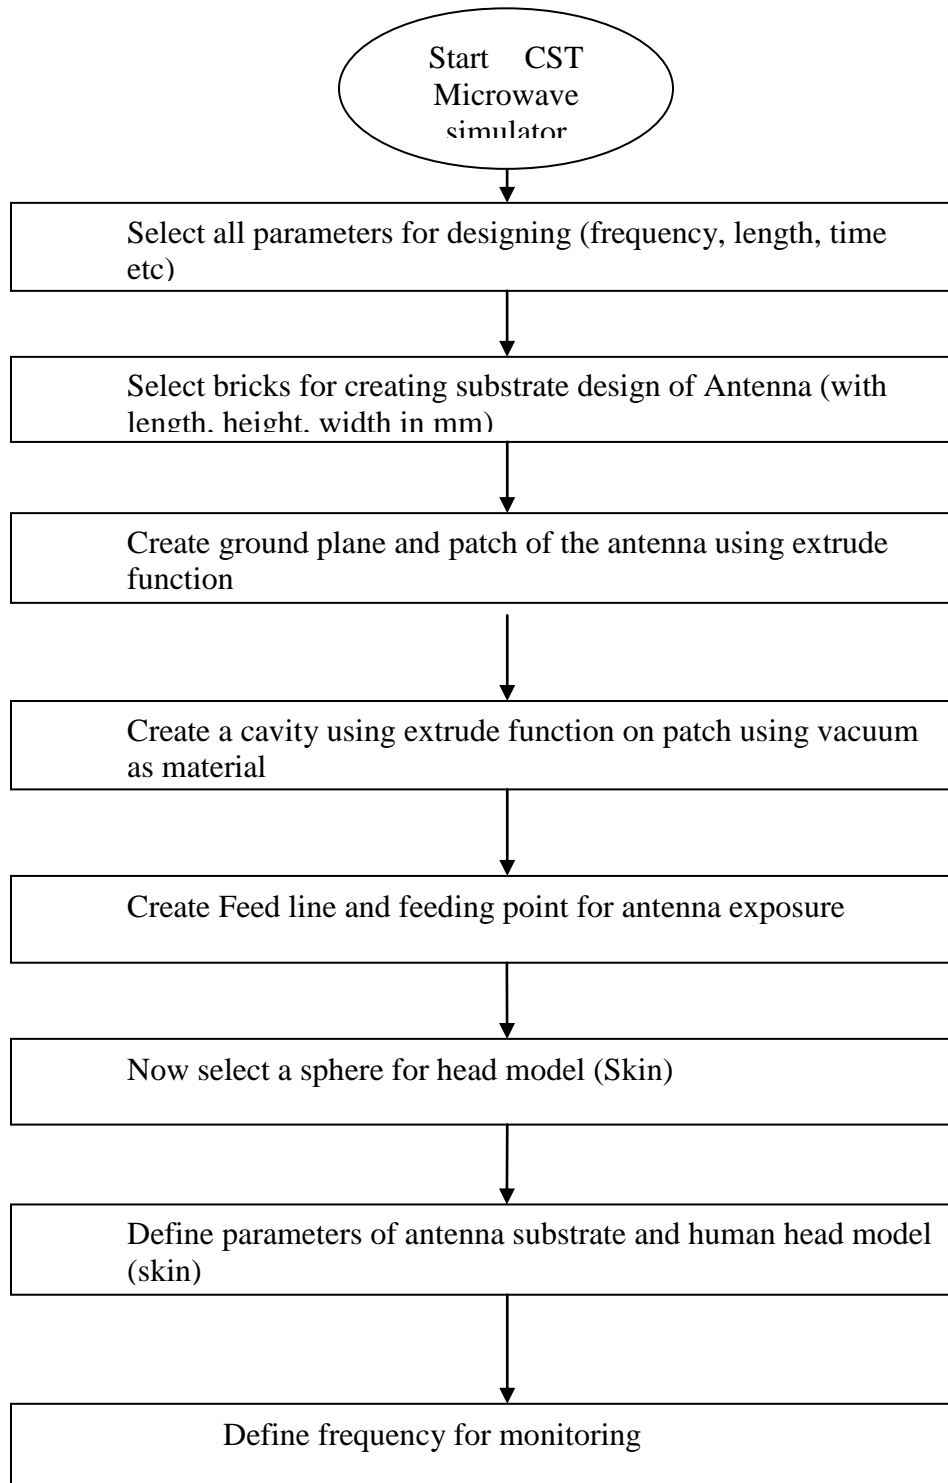 Start CST
Microwave
simulator
Select all parameters for designing (frequency, length, time
etc)
Select bricks for creating substrate design of Antenna (with
length, height, width in mm)
Create ground plane and patch of the antenna using extrude
function
Create a cavity using extrude function on patch using vacuum
as material
Create Feed line and feeding point for antenna exposure
Now select a sphere for head model (Skin)
Define parameters of antenna substrate and human head model
(skin)
Define frequency for monitoring